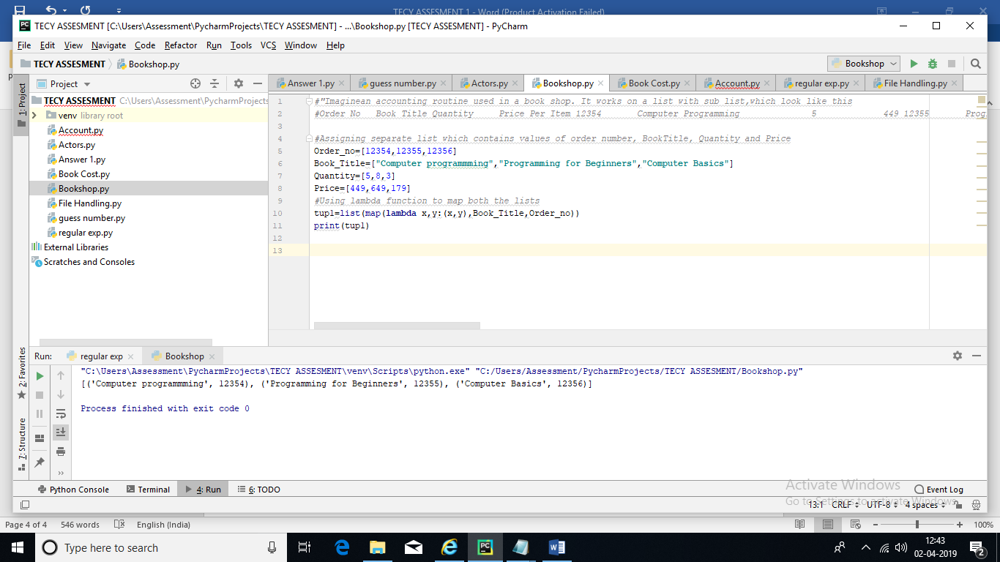 TECY ASSESMENT 1 - Word (Product Activation Failed)
TECY ASSESMENT [C:\Users\Assessment\PycharmProjects\TECY ASSESMENT] - ...\Bookshop.py [TECY ASSESMENT] - PyCharm
File Edit View Navigate Code Refactor Run Tools VCS Window Help
TECY ASSESMENT Bookshop.py Bookshop
Project
Answer 1.py guess number.py Actors.py Bookshop.py Book Cost.py Account.py regular exp.py File Handling.py
1: Project
TECY ASSESMENT C:\Users\Assessment\PycharmProjects
venv library root
Account.py
Actors.py
Answer 1.py
Book Cost.py
Bookshop.py
File Handling.py
guess number.py
regular exp.py
External Libraries
Scratches and Consoles
1 #"Imaginean accounting routine used in a book shop. It works on a list with sub list,which look like this
2 #Order No Book Title Quantity Price Per Item 12354 Computer Programming 5 449 12355 Prog
3
4 #Assigning separate list which contains values of order number, BookTitle, Quantity and Price
5 Order_no=[12354,12355,12356]
6 Book_Title=["Computer programmming","Programming for Beginners","Computer Basics"]
7 Quantity=[5,8,3]
8 Price=[449,649,179]
9 #Using lambda function to map both the lists
10 tupl=list(map(lambda x,y:(x,y),Book_Title,Order_no))
11 print(tupl)
12
13
Run: regular exp Bookshop
"C:\Users\Assessment\PycharmProjects\TECY ASSESMENT\venv\Scripts\python.exe" "C:/Users/Assessment/PycharmProjects/TECY ASSESMENT/Bookshop.py"
[('Computer programmming', 12354), ('Programming for Beginners', 12355), ('Computer Basics', 12356)]
Process finished with exit code 0
2: Favorites
7: Structure
Activate Windows
Go to Settings to activate Windows.
Python Console Terminal 4: Run 6: TODO Event Log
13:1 CRLF UTF-8 4 spaces
Page 4 of 4 546 words English (India) 100%
Type here to search
12:43
02-04-2019
2